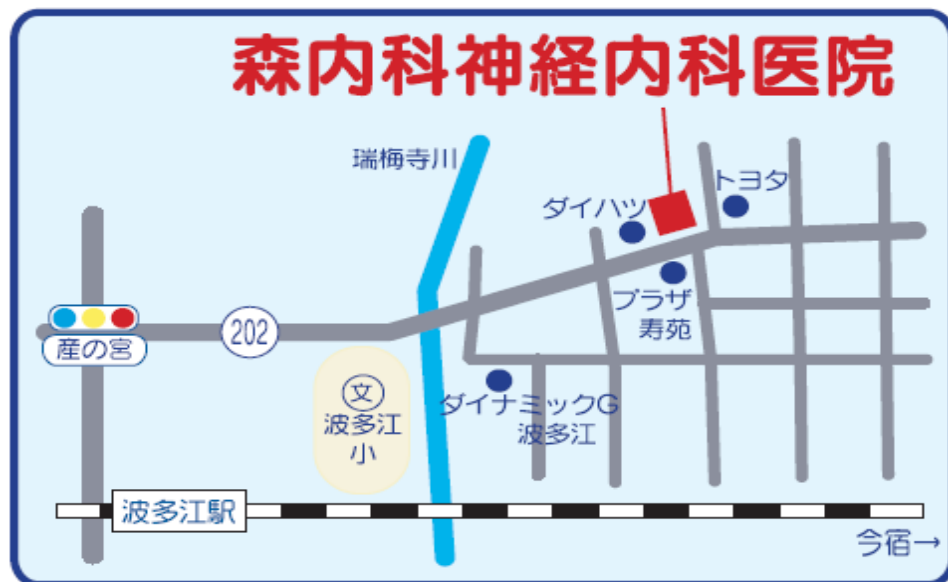 森内科神経内科医院
瑞梅寺川
トヨタ
ダイハツ
プラザ
寿苑
202
産の宮
文
波多江
小
ダイナミックG
波多江
波多江駅
今宿→